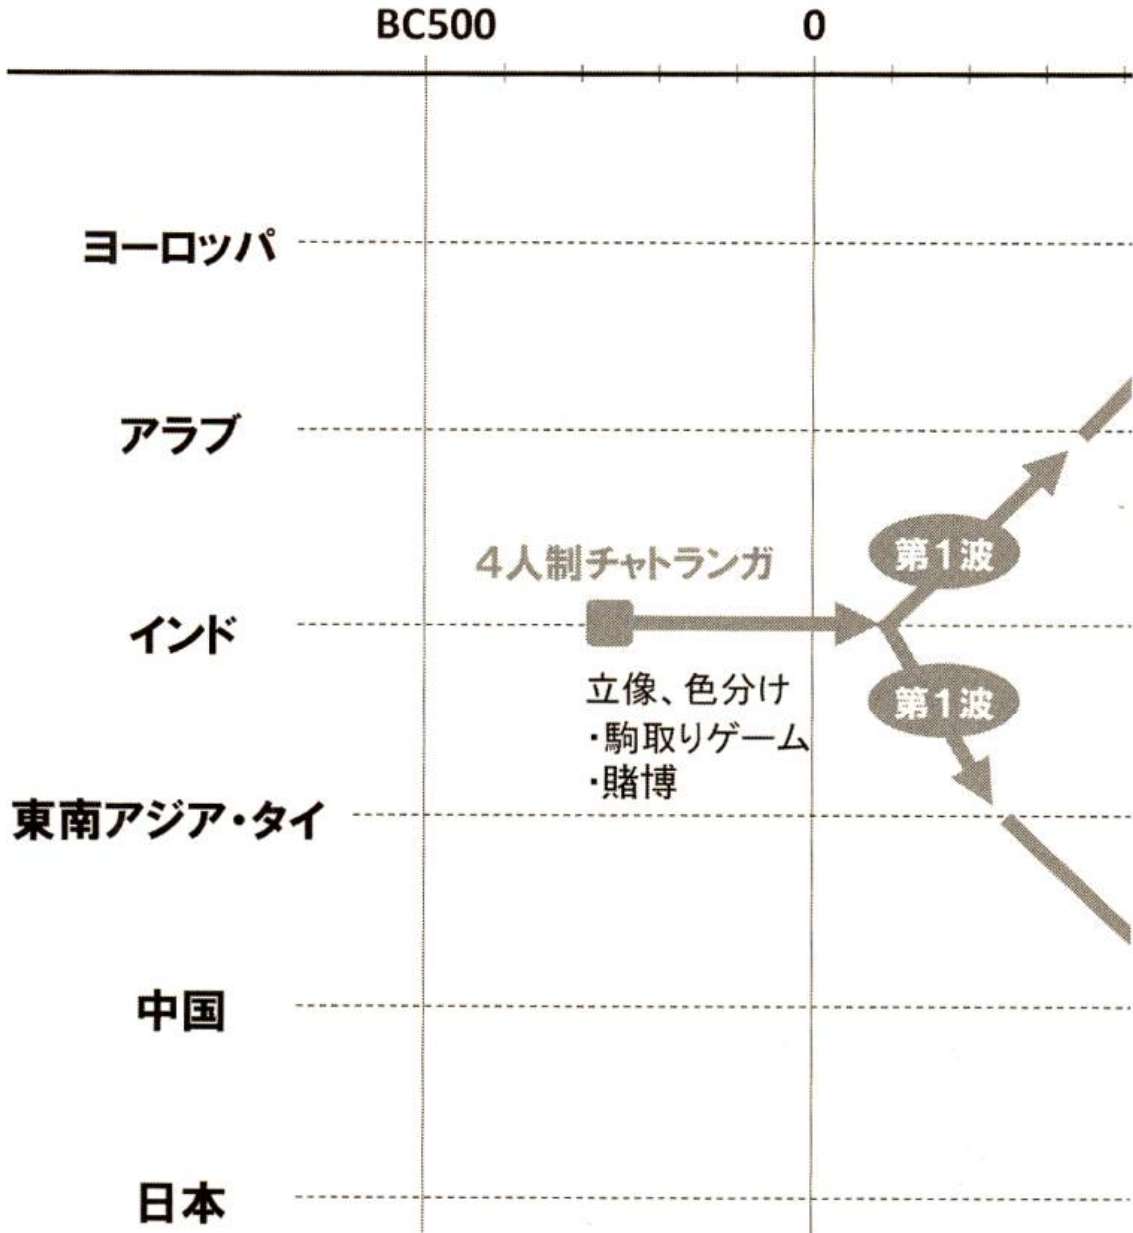 BC500
0
ヨーロッパ
アラブ
第1波
4人制チャトランガ
インド
立像、色分け
・駒取りゲーム
・賭博
第1波
東南アジア・タイ
中国
日本